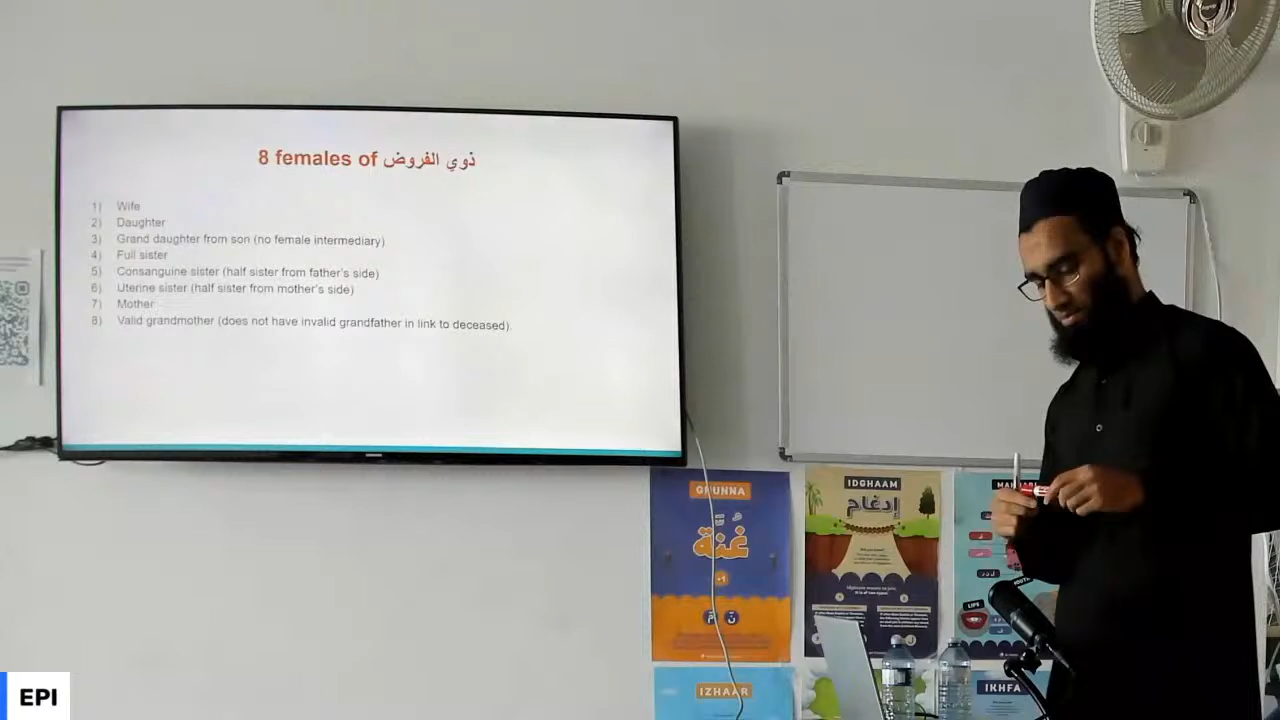 8 females of ذوي الفروض
1) Wife
2) Daughter
3) Grand daughter from son (no female intermediary)
4) Full sister
5) Consanguine sister (half sister from father's side)
6) Uterine sister (half sister from mother's side)
7) Mother
8) Valid grandmother (does not have invalid grandfather in link to deceased).
GHUNNA
غُنَّة
IDGHAAM
إدغام
LIPS
IZHAAR
IKHFA
EPI